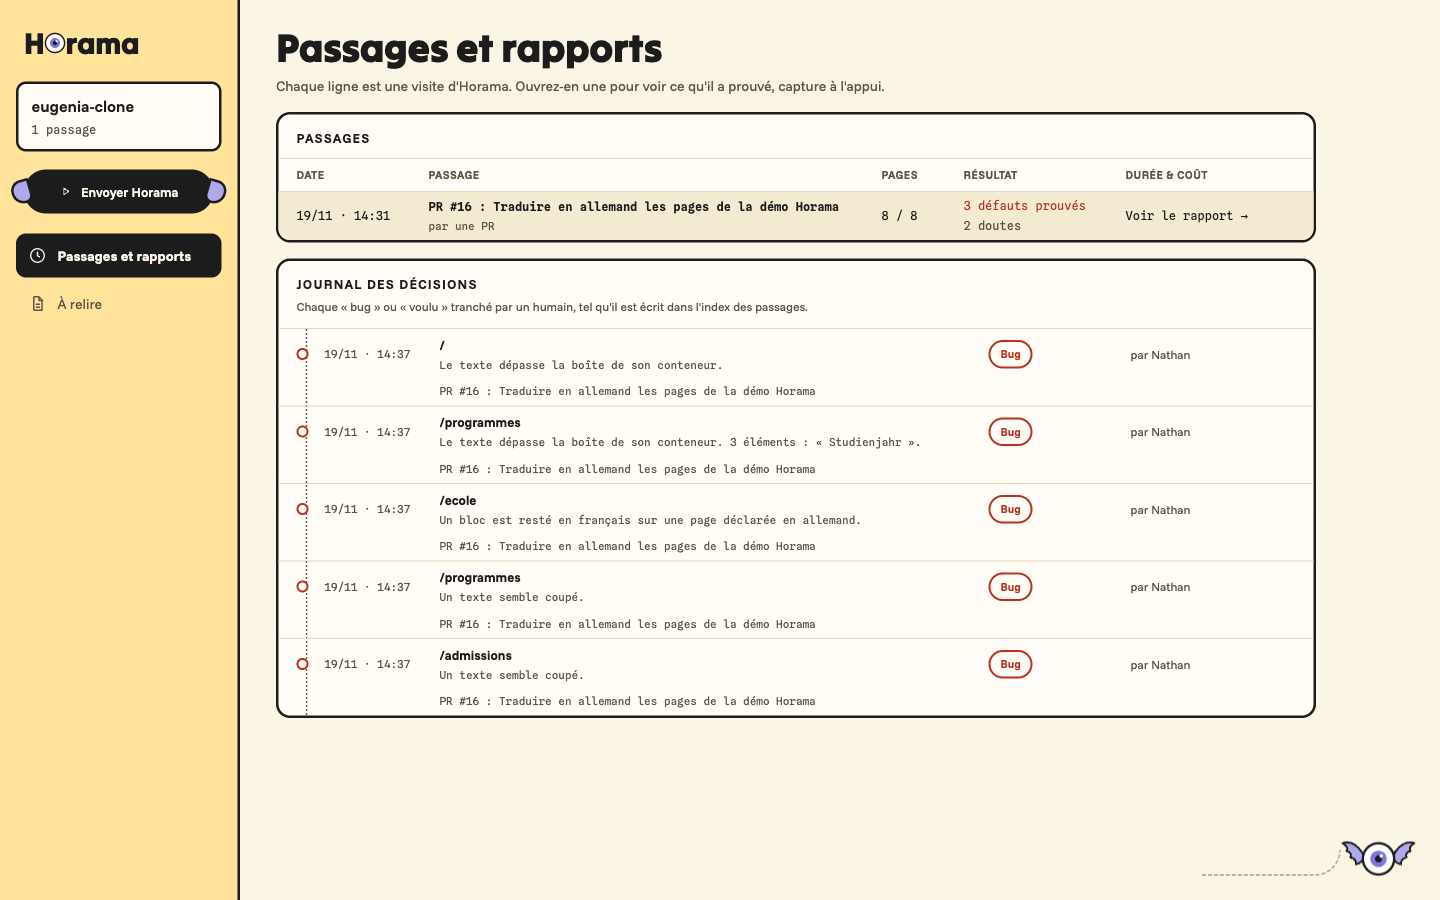 Horama
eugenia-clone
1 passage
Envoyer Horama
Passages et rapports
À relire
Passages et rapports
Chaque ligne est une visite d'Horama. Ouvrez-en une pour voir ce qu'il a prouvé, capture à l'appui.
PASSAGES
DATE PASSAGE PAGES RÉSULTAT DURÉE & COÛT
19/11 · 14:31 PR #16 : Traduire en allemand les pages de la démo Horama 8 / 8 3 défauts prouvés Voir le rapport →
par une PR 2 doutes
JOURNAL DES DÉCISIONS
Chaque « bug » ou « voulu » tranché par un humain, tel qu'il est écrit dans l'index des passages.
19/11 · 14:37 / Bug par Nathan
Le texte dépasse la boîte de son conteneur.
PR #16 : Traduire en allemand les pages de la démo Horama
19/11 · 14:37 /programmes Bug par Nathan
Le texte dépasse la boîte de son conteneur. 3 éléments : « Studienjahr ».
PR #16 : Traduire en allemand les pages de la démo Horama
19/11 · 14:37 /ecole Bug par Nathan
Un bloc est resté en français sur une page déclarée en allemand.
PR #16 : Traduire en allemand les pages de la démo Horama
19/11 · 14:37 /programmes Bug par Nathan
Un texte semble coupé.
PR #16 : Traduire en allemand les pages de la démo Horama
19/11 · 14:37 /admissions Bug par Nathan
Un texte semble coupé.
PR #16 : Traduire en allemand les pages de la démo Horama